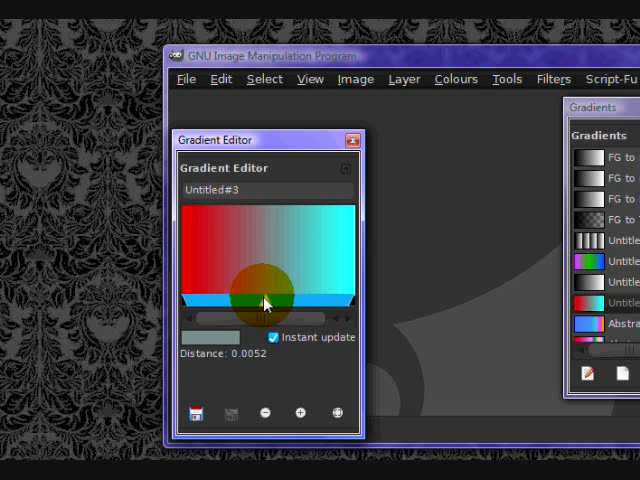 GNU Image Manipulation Program
File Edit Select View Image Layer Colours Tools Filters Script-Fu
Gradients
Gradient Editor
Gradients
Gradient Editor
FG to
Untitled#3
FG to
FG to
FG to
Untitle
Untitle
Untitle
Untitle
Abstra
Instant update
Distance: 0.0052